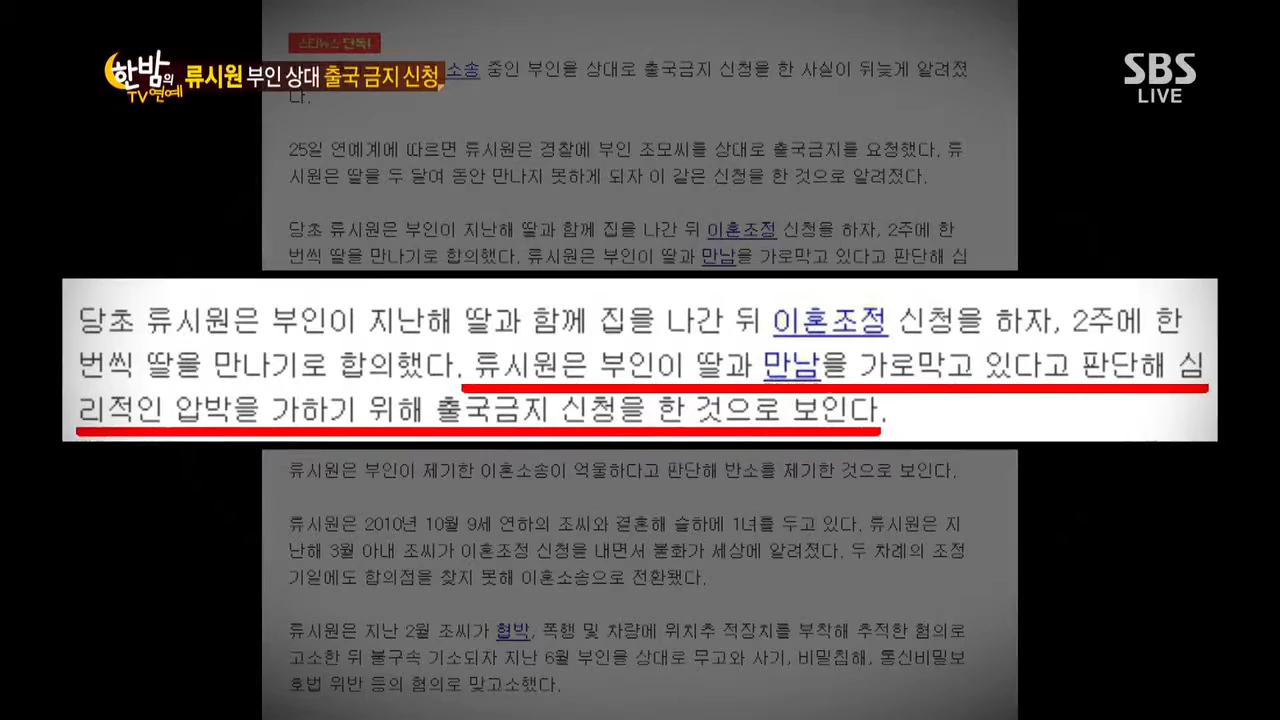 스타뉴스 단독!
한밤의
TV연예
류시원 부인 상대 출국 금지 신청
SBS
LIVE
소송 중인 부인을 상대로 출국금지 신청을 한 사실이 뒤늦게 알려졌
다.
25일 연예계에 따르면 류시원은 경찰에 부인 조모씨를 상대로 출국금지를 요청했다. 류
시원은 딸을 두 달여 동안 만나지 못하게 되자 이 같은 신청을 한 것으로 알려졌다.
당초 류시원은 부인이 지난해 딸과 함께 집을 나간 뒤 이혼조정 신청을 하자, 2주에 한
번씩 딸을 만나기로 합의했다. 류시원은 부인이 딸과 만남을 가로막고 있다고 판단해 심
당초 류시원은 부인이 지난해 딸과 함께 집을 나간 뒤 이혼조정 신청을 하자, 2주에 한
번씩 딸을 만나기로 합의했다. 류시원은 부인이 딸과 만남을 가로막고 있다고 판단해 심
리적인 압박을 가하기 위해 출국금지 신청을 한 것으로 보인다.
류시원은 부인이 제기한 이혼소송이 억울하다고 판단해 반소를 제기한 것으로 보인다.
류시원은 2010년 10월 9세 연하의 조씨와 결혼해 슬하에 1녀를 두고 있다. 류시원은 지
난해 3월 아내 조씨가 이혼조정 신청을 내면서 불화가 세상에 알려졌다. 두 차례의 조정
기일에도 합의점을 찾지 못해 이혼소송으로 전환됐다.
류시원은 지난 2월 조씨가 협박, 폭행 및 차량에 위치추 적장치를 부착해 추적한 혐의로
고소한 뒤 불구속 기소되자 지난 6월 부인을 상대로 무고와 사기, 비밀침해, 통신비밀보
호법 위반 등의 혐의로 맞고소했다.